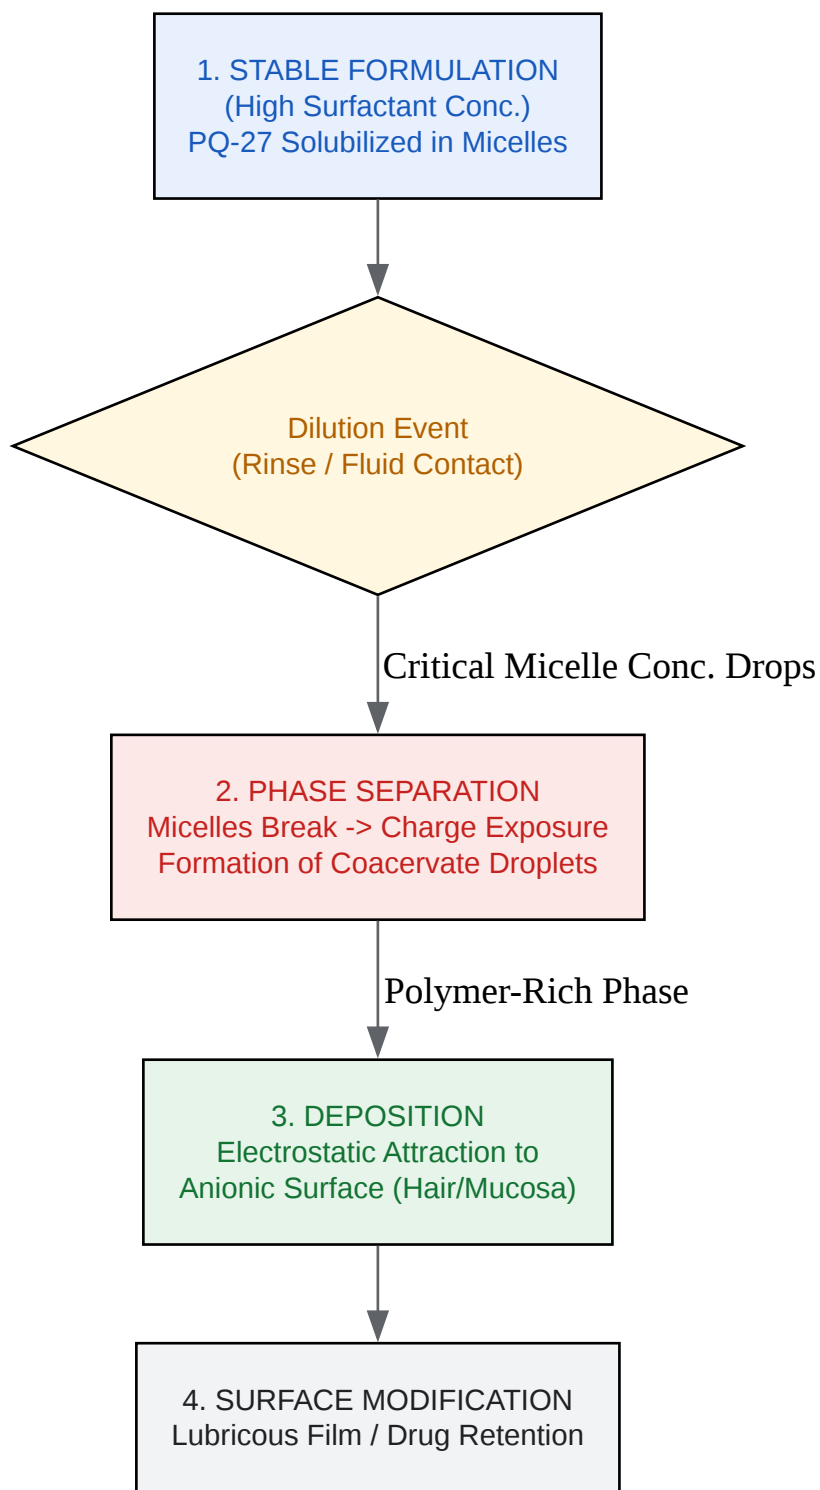 1. STABLE FORMULATION
(High Surfactant Conc.)
PQ-27 Solubilized in Micelles
Dilution Event
(Rinse / Fluid Contact)
Critical Micelle Conc. Drops
2. PHASE SEPARATION
Micelles Break -> Charge Exposure
Formation of Coacervate Droplets
Polymer-Rich Phase
3. DEPOSITION
Electrostatic Attraction to
Anionic Surface (Hair/Mucosa)
4. SURFACE MODIFICATION
Lubricous Film / Drug Retention